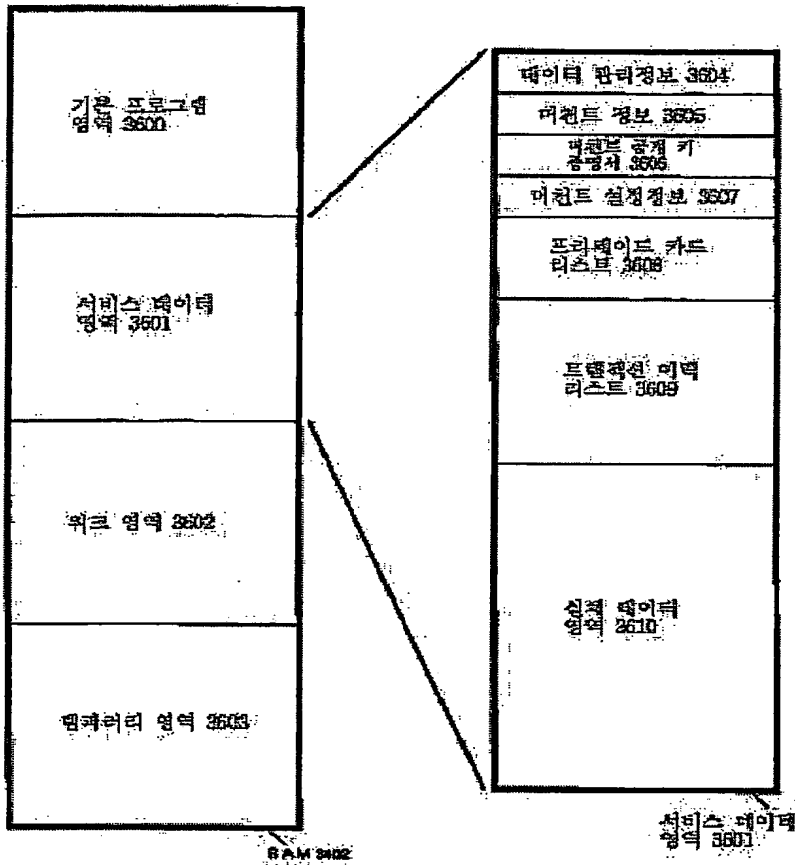 기본 프로그램
영역 3600
서비스 데이터
영역 3601
워크 영역 3602
템퍼러리 영역 3603
RAM 3402
데이터 관리정보 3604
머천트 정보 3605
머천트 공개 키
증명서 3606
머천트 설정정보 3607
프리페이드 카드
리스트 3608
트랜잭션 이력
리스트 3609
실제 데이터
영역 3610
서비스 데이터
영역 3601